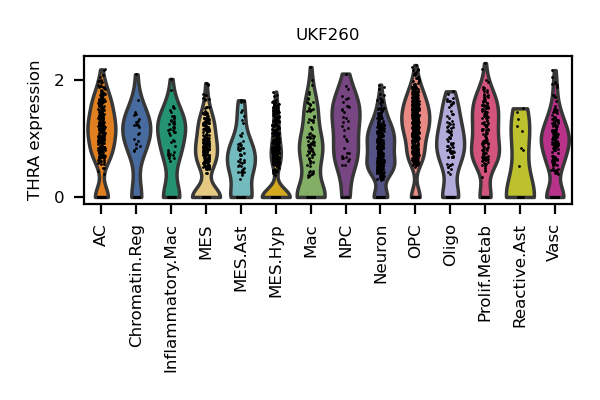 UKF260
THRA expression
2
0
AC
Chromatin.Reg
Inflammatory.Mac
MES
MES.Ast
MES.Hyp
Mac
NPC
Neuron
OPC
Oligo
Prolif.Metab
Reactive.Ast
Vasc